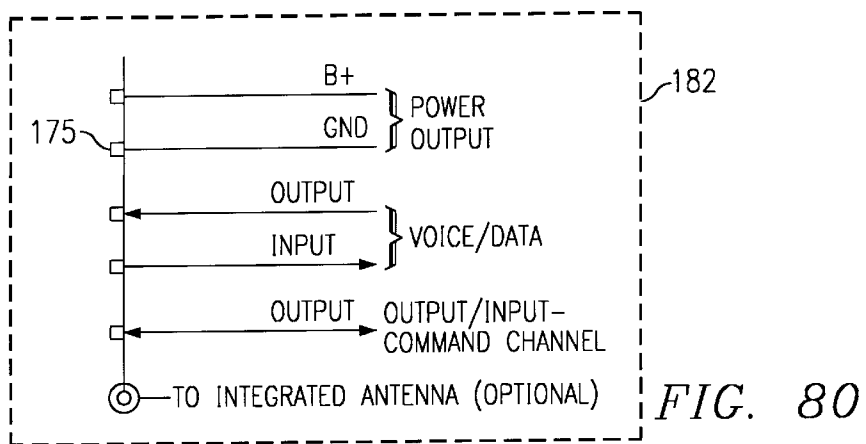 B+
182
POWER
OUTPUT
175
GND
OUTPUT
VOICE/DATA
INPUT
OUTPUT
OUTPUT/INPUT-
COMMAND CHANNEL
TO INTEGRATED ANTENNA (OPTIONAL)
FIG. 80